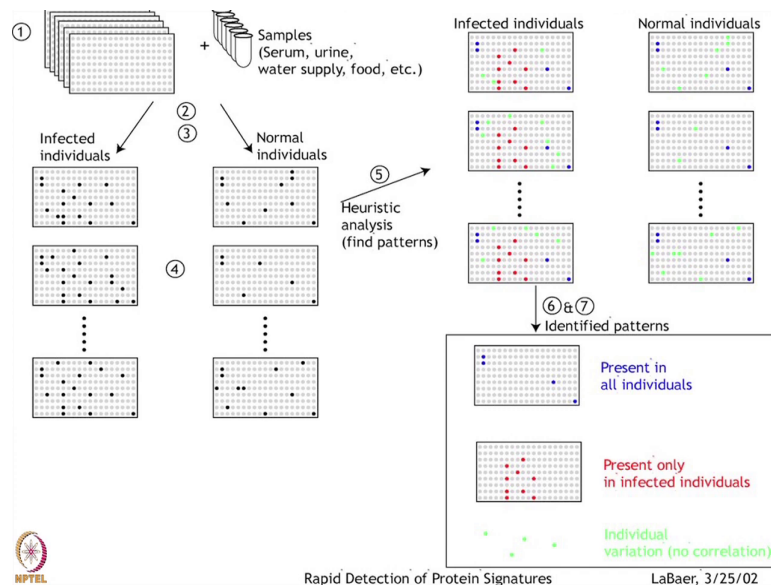 ①
+
Samples
(Serum, urine,
water supply, food, etc.)
②
③
Infected
individuals
Normal
individuals
④
⑤
Heuristic
analysis
(find patterns)
Infected individuals
Normal individuals
⑥&⑦
Identified patterns
Present in
all individuals
Present only
in infected individuals
Individual
variation (no correlation)
NPTEL
Rapid Detection of Protein Signatures
LaBaer, 3/25/02